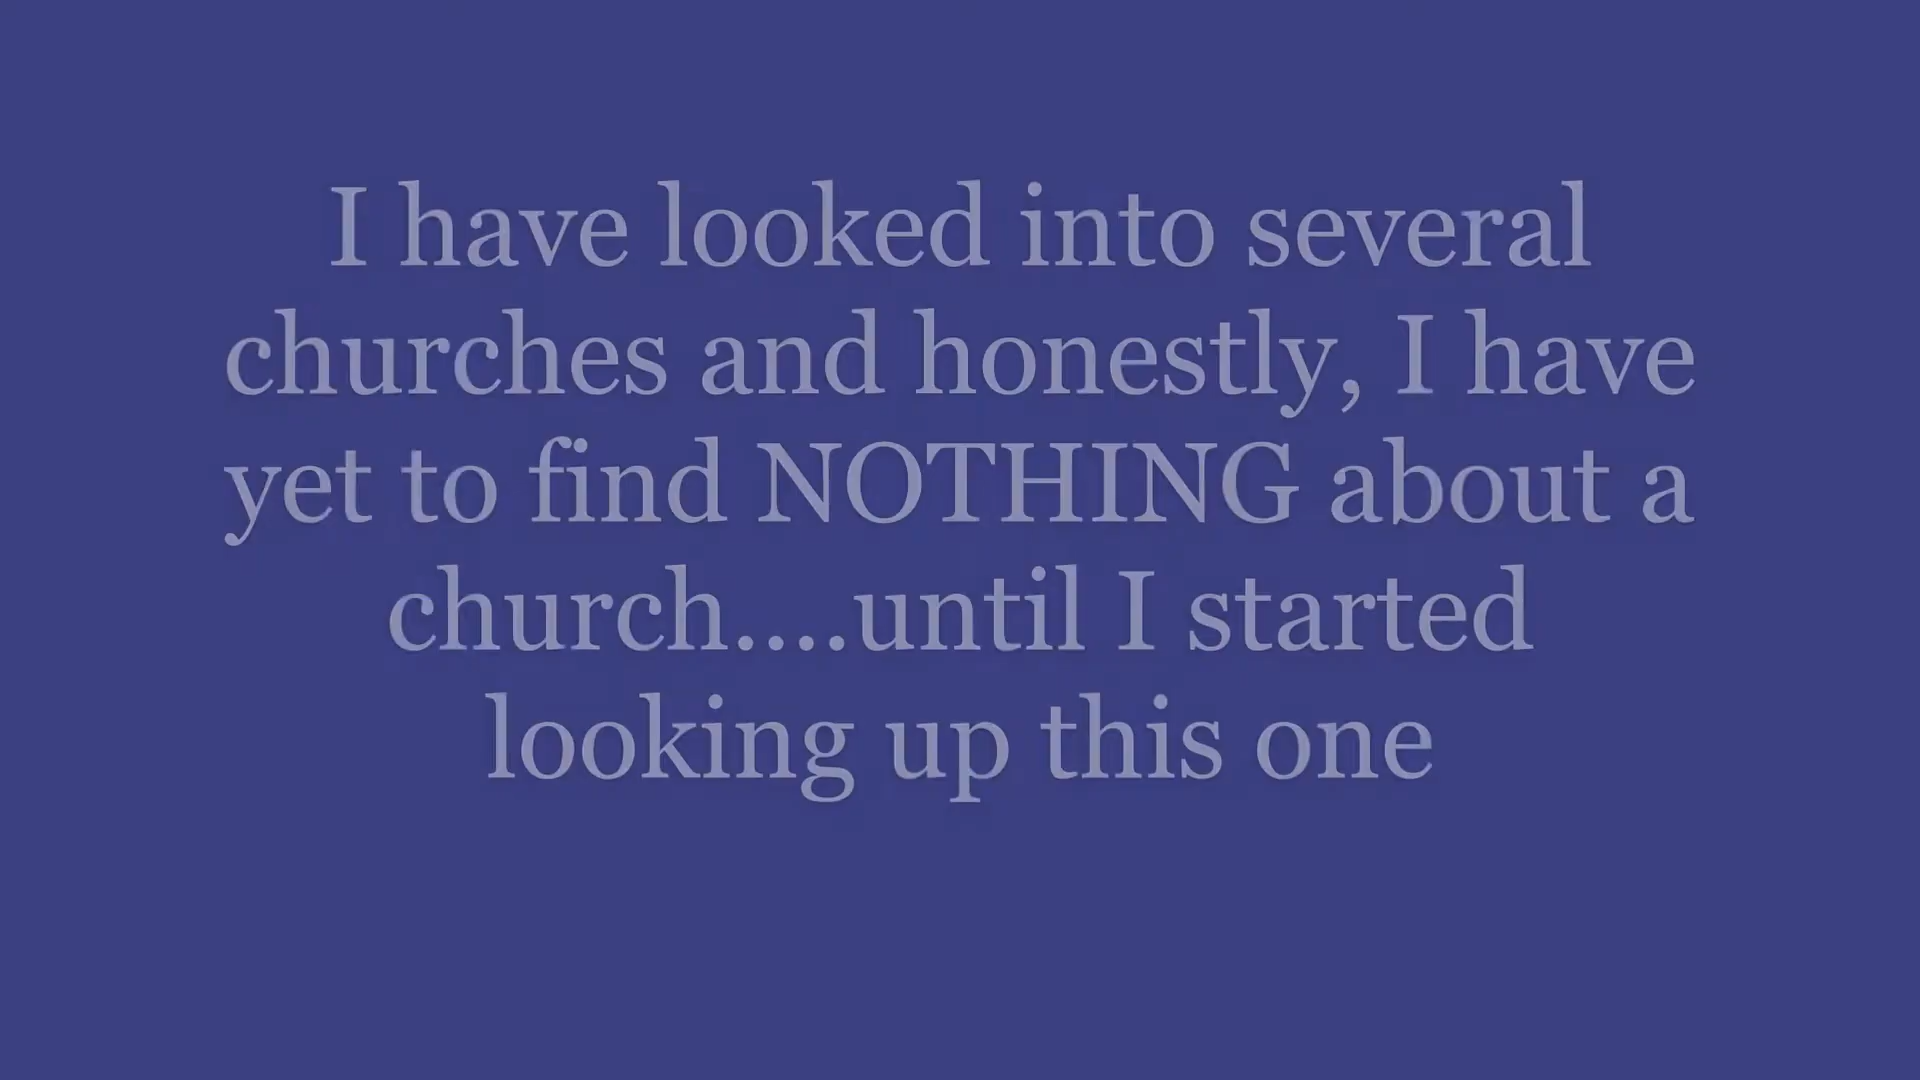 I have looked into several
churches and honestly, I have
yet to find NOTHING about a
church....until I started
looking up this one